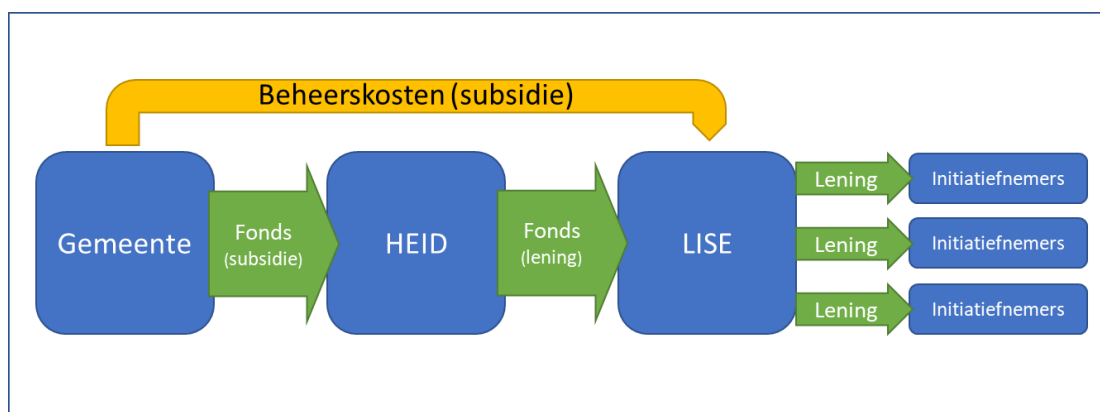 Beheerskosten (subsidie)
Gemeente
Fonds
(subsidie)
HEID
Fonds
(lening)
LISE
Lening
Initiatiefnemers
Lening
Initiatiefnemers
Lening
Initiatiefnemers